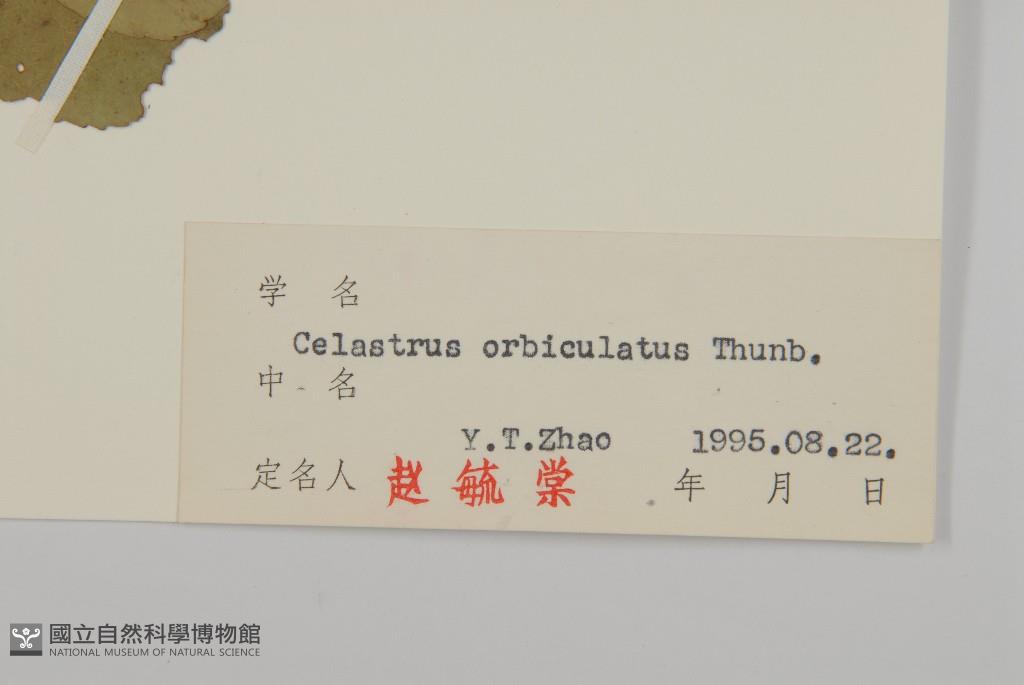 学 名
Celastrus orbiculatus Thunb.
中 名
Y.T.Zhao 1995.08.22.
定名人 赵毓棠 年 月 日
國立自然科學博物館
NATIONAL MUSEUM OF NATURAL SCIENCE